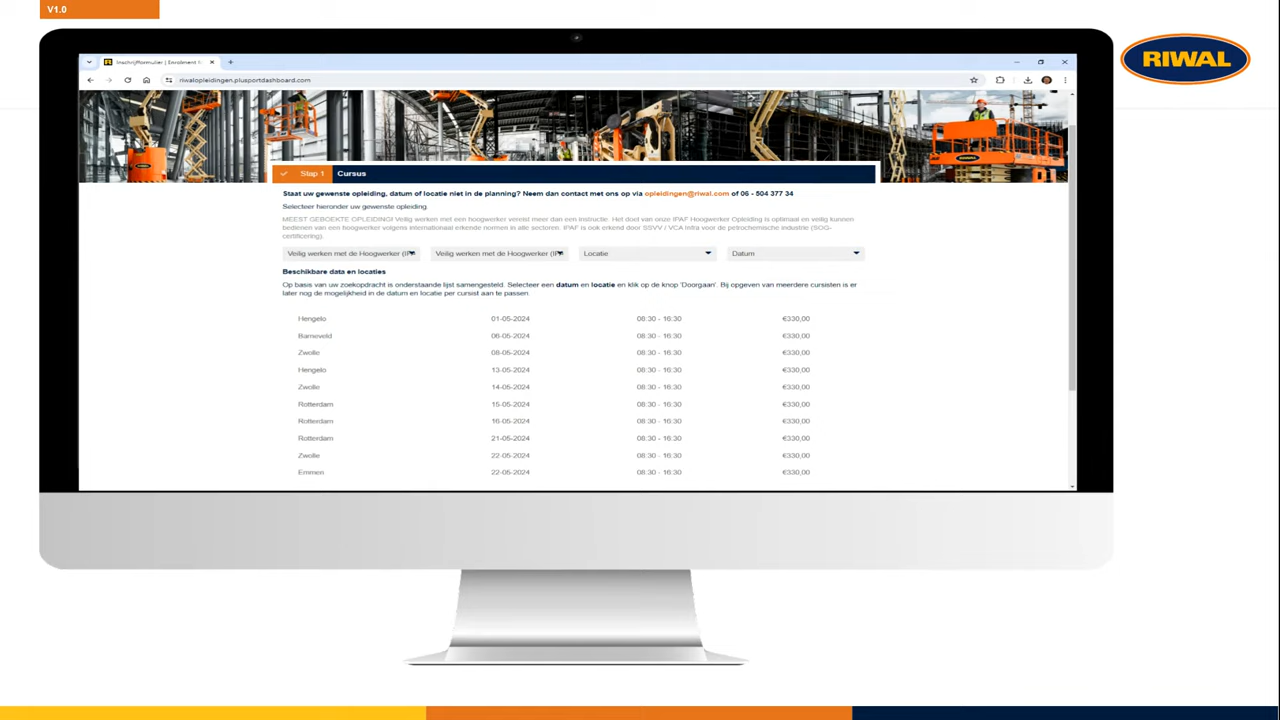 V1.0
RIWAL
Inschrijfformulier | Enrolment f
riwalopleidingen.plusportdashboard.com
Stap 1 Cursus
Staat uw gewenste opleiding, datum of locatie niet in de planning? Neem dan contact met ons op via opleidingen@riwal.com of 06 - 504 377 34
Selecteer hieronder uw gewenste opleiding.
MEEST GEBOEKTE OPLEIDING! Veilig werken met een hoogwerker vereist meer dan een instructie. Het doel van onze IPAF Hoogwerker Opleiding is optimaal en veilig kunnen
bedienen van een hoogwerker volgens internationaal erkende normen in alle sectoren. IPAF is ook erkend door SSVV / VCA Infra voor de petrochemische industrie (SOG-
certificering).
Veilig werken met de Hoogwerker (IP Veilig werken met de Hoogwerker (IP Locatie Datum
Beschikbare data en locaties
Op basis van uw zoekopdracht is onderstaande lijst samengesteld. Selecteer een datum en locatie en klik op de knop 'Doorgaan'. Bij opgeven van meerdere cursisten is er
later nog de mogelijkheid in de datum en locatie per cursist aan te passen.
Hengelo 01-05-2024 08:30 - 16:30 €330,00
Barneveld 06-05-2024 08:30 - 16:30 €330,00
Zwolle 08-05-2024 08:30 - 16:30 €330,00
Hengelo 13-05-2024 08:30 - 16:30 €330,00
Zwolle 14-05-2024 08:30 - 16:30 €330,00
Rotterdam 15-05-2024 08:30 - 16:30 €330,00
Rotterdam 16-05-2024 08:30 - 16:30 €330,00
Rotterdam 21-05-2024 08:30 - 16:30 €330,00
Zwolle 22-05-2024 08:30 - 16:30 €330,00
Emmen 22-05-2024 08:30 - 16:30 €330,00